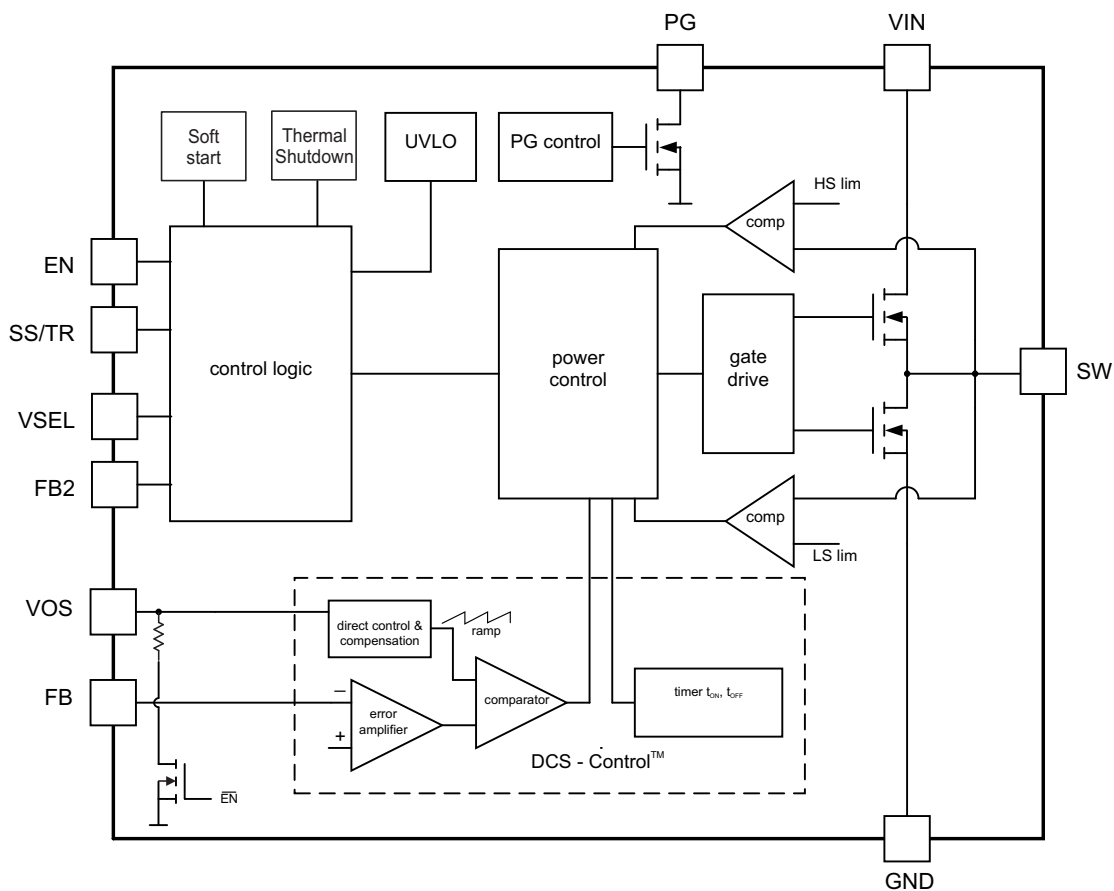 PG
VIN
Soft
start
Thermal
Shutdown
UVLO
PG control
HS lim
comp
EN
SS/TR
VSEL
FB2
control logic
power
control
gate
drive
SW
comp
LS lim
VOS
direct control &
compensation
ramp
FB
–
error
amplifier
+
comparator
timer tON, tOFF
DCS - Control™
E̅N̅
GND